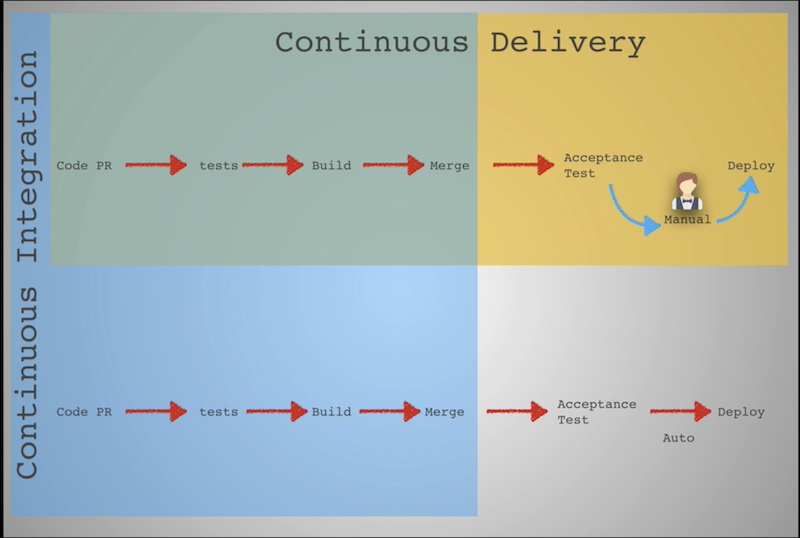 Continuous Delivery
Continuous Integration
Code PR
tests
Build
Merge
Acceptance
Test
Manual
Deploy
Code PR
tests
Build
Merge
Acceptance
Test
Auto
Deploy